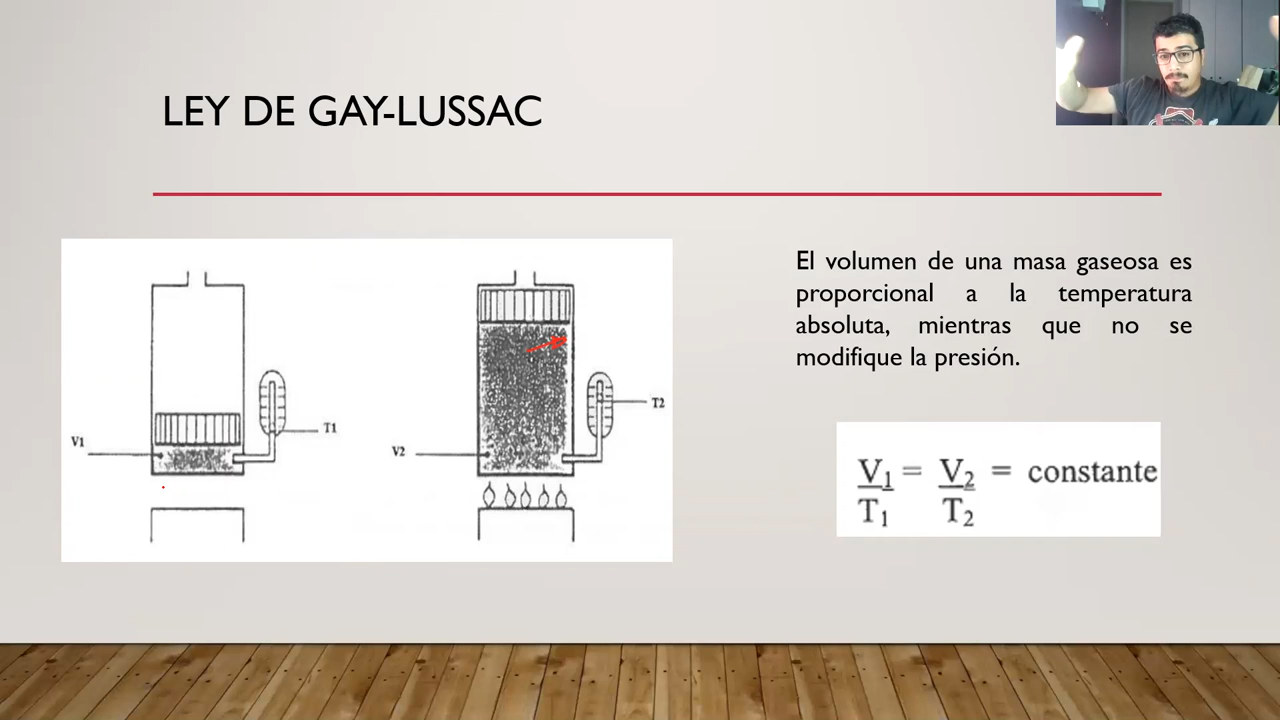 LEY DE GAY-LUSSAC
El volumen de una masa gaseosa es
proporcional a la temperatura
absoluta, mientras que no se
modifique la presión.
V1
T1
V2
T2
V₁ = V₂ = constante
T₁ T₂